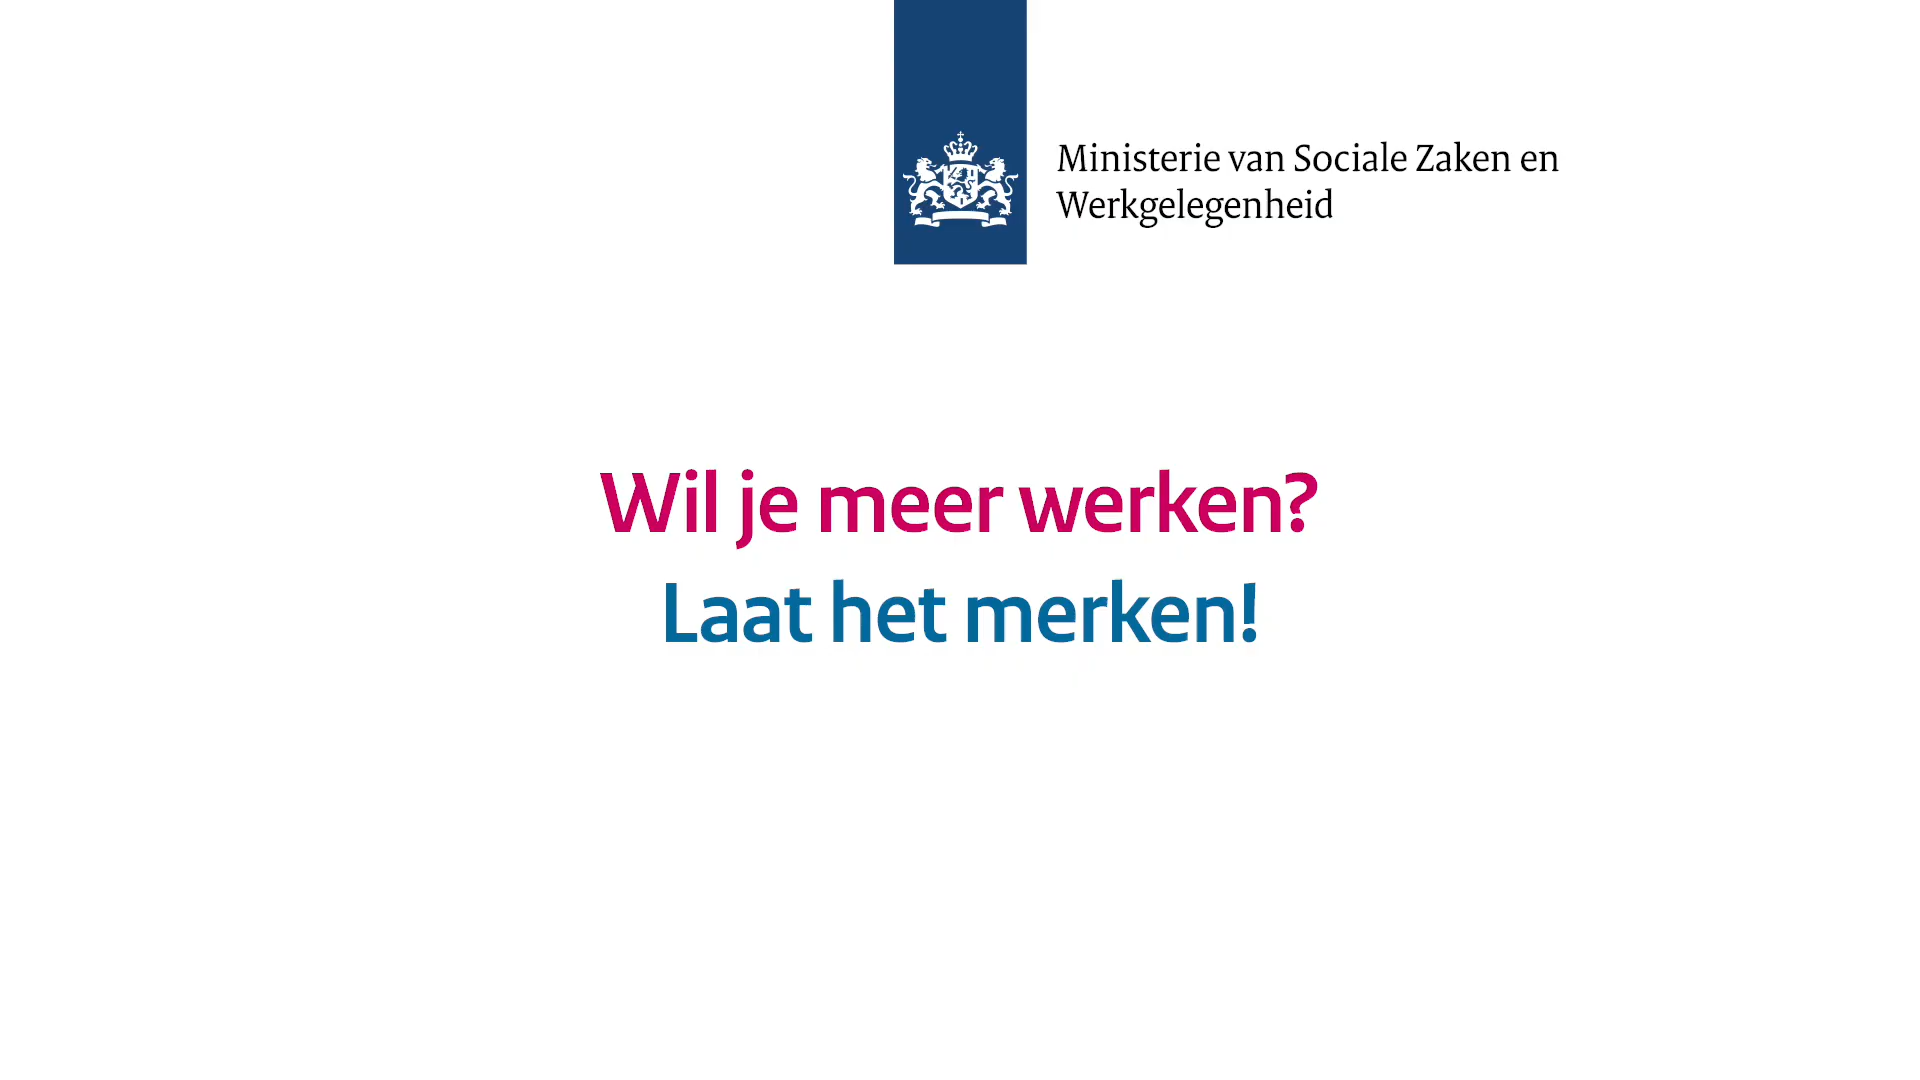 Ministerie van Sociale Zaken en
Werkgelegenheid
Wil je meer werken?
Laat het merken!